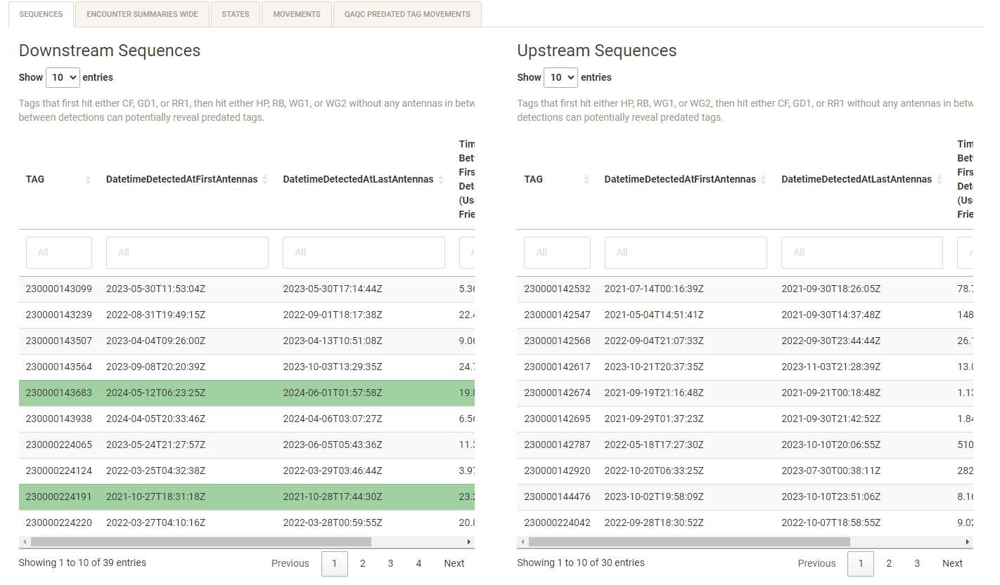 SEQUENCES ENCOUNTER SUMMARIES WIDE STATES MOVEMENTS QAQC PREDATED TAG MOVEMENTS
Downstream Sequences
Show 10 entries
Tags that first hit either CF, GD1, or RR1, then hit either HP, RB, WG1, or WG2 without any antennas in betw
between detections can potentially reveal predated tags.
TAG DatetimeDetectedAtFirstAntennas DatetimeDetectedAtLastAntennas
Tim
Bet
Firs
Det
(Us
Frie
All All All
230000143099 2023-05-30T11:53:04Z 2023-05-30T17:14:44Z 5.36
230000143239 2022-08-31T19:49:15Z 2022-09-01T18:17:38Z 22.4
230000143507 2023-04-04T09:26:00Z 2023-04-13T10:51:08Z 9.06
230000143564 2023-09-08T20:20:39Z 2023-10-03T13:29:35Z 24.7
230000143683 2024-05-12T06:23:25Z 2024-06-01T01:57:58Z 19.8
230000143938 2024-04-05T20:33:46Z 2024-04-06T03:07:27Z 6.56
230000224065 2023-05-24T21:27:57Z 2023-06-05T05:43:36Z 11.3
230000224124 2022-03-25T04:32:38Z 2022-03-29T03:46:44Z 3.97
230000224191 2021-10-27T18:31:18Z 2021-10-28T17:44:30Z 23.2
230000224220 2022-03-27T04:10:16Z 2022-03-28T00:59:55Z 20.8
Showing 1 to 10 of 39 entries Previous 1 2 3 4 Next
Upstream Sequences
Show 10 entries
Tags that first hit either HP, RB, WG1, or WG2, then hit either CF, GD1, or RR1 without any antennas in betw
detections can potentially reveal predated tags.
TAG DatetimeDetectedAtFirstAntennas DatetimeDetectedAtLastAntennas
Tim
Bet
Firs
Det
(Us
Frie
All All All
230000142532 2021-07-14T00:16:39Z 2021-09-30T18:26:05Z 78.7
230000142547 2021-05-04T14:51:41Z 2021-09-30T14:37:48Z 148
230000142568 2022-09-04T21:07:33Z 2022-09-30T23:44:44Z 26.1
230000142617 2023-10-21T20:37:35Z 2023-11-03T21:28:39Z 13.0
230000142674 2021-09-19T21:16:48Z 2021-09-21T00:18:48Z 1.13
230000142695 2021-09-29T01:37:23Z 2021-09-30T21:42:52Z 1.84
230000142787 2022-05-18T17:27:30Z 2023-10-10T20:06:55Z 510
230000142920 2022-10-20T06:33:25Z 2023-07-30T00:38:11Z 282
230000144476 2023-10-02T19:58:09Z 2023-10-10T23:51:06Z 8.16
230000224042 2022-09-28T18:30:52Z 2022-10-07T18:58:55Z 9.02
Showing 1 to 10 of 30 entries Previous 1 2 3 Next